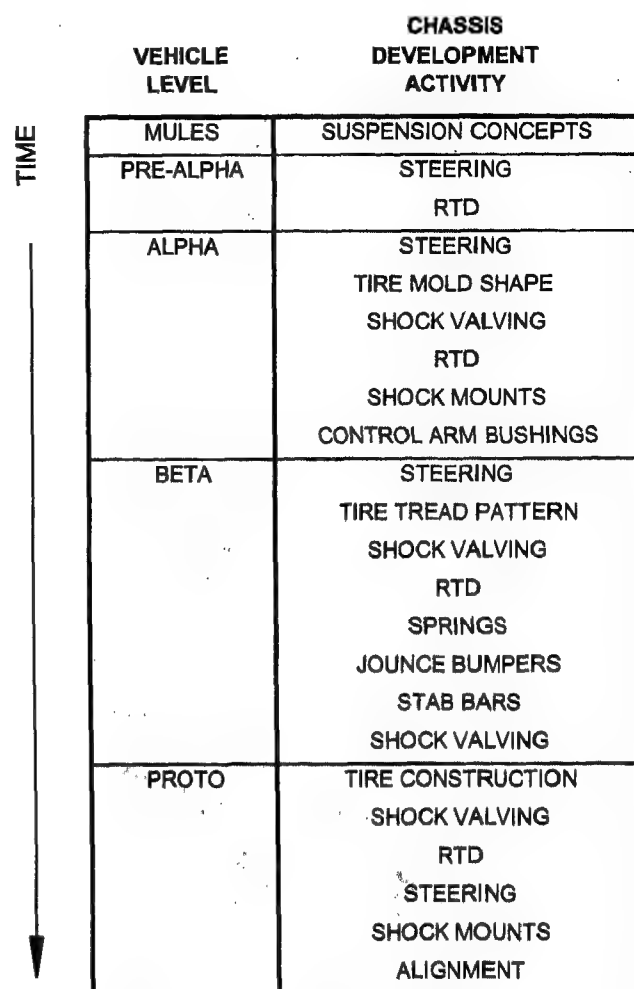 VEHICLE LEVEL
CHASSIS DEVELOPMENT ACTIVITY
TIME
MULES SUSPENSION CONCEPTS
PRE-ALPHA STEERING
RTD
ALPHA STEERING
TIRE MOLD SHAPE
SHOCK VALVING
RTD
SHOCK MOUNTS
CONTROL ARM BUSHINGS
BETA STEERING
TIRE TREAD PATTERN
SHOCK VALVING
RTD
SPRINGS
JOUNCE BUMPERS
STAB BARS
SHOCK VALVING
PROTO TIRE CONSTRUCTION
SHOCK VALVING
RTD
STEERING
SHOCK MOUNTS
ALIGNMENT